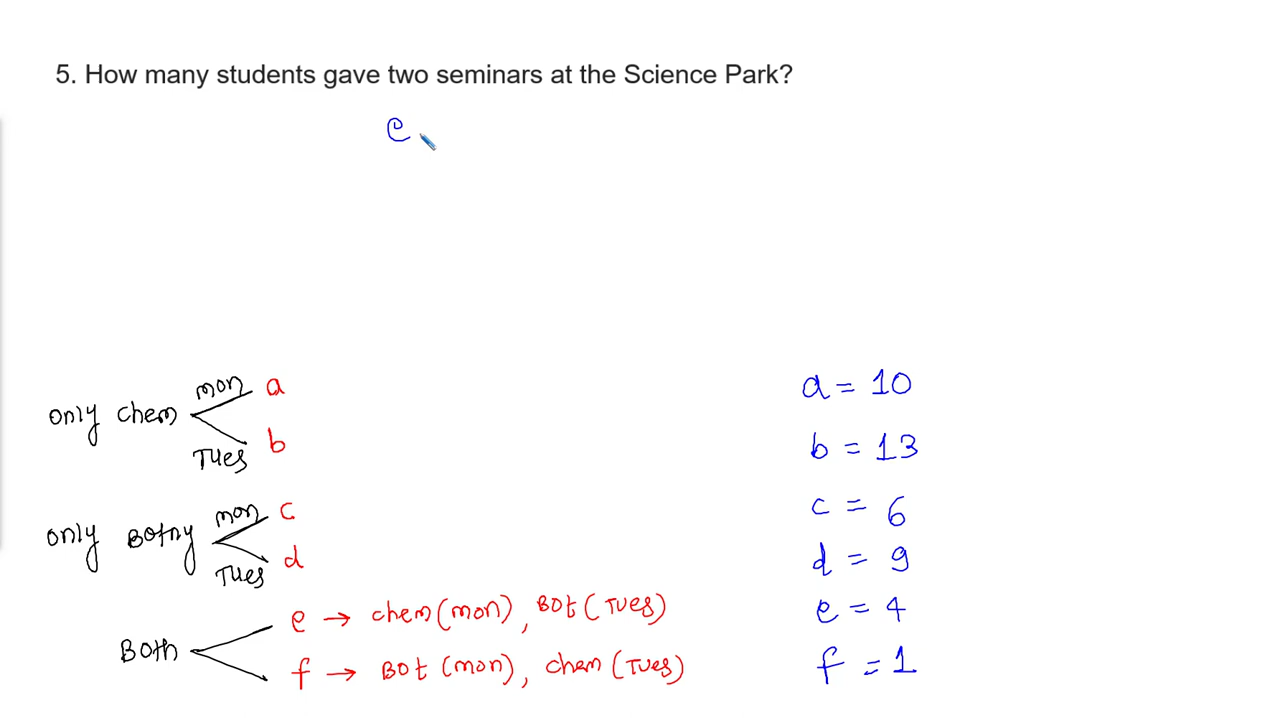 5. How many students gave two seminars at the Science Park?
e
only chem mon a
Tues b
only Botny mon c
Tues d
Both e → chem(mon), Bot(Tues)
f → Bot(mon), chem(Tues)
a = 10
b = 13
c = 6
d = 9
e = 4
f = 1